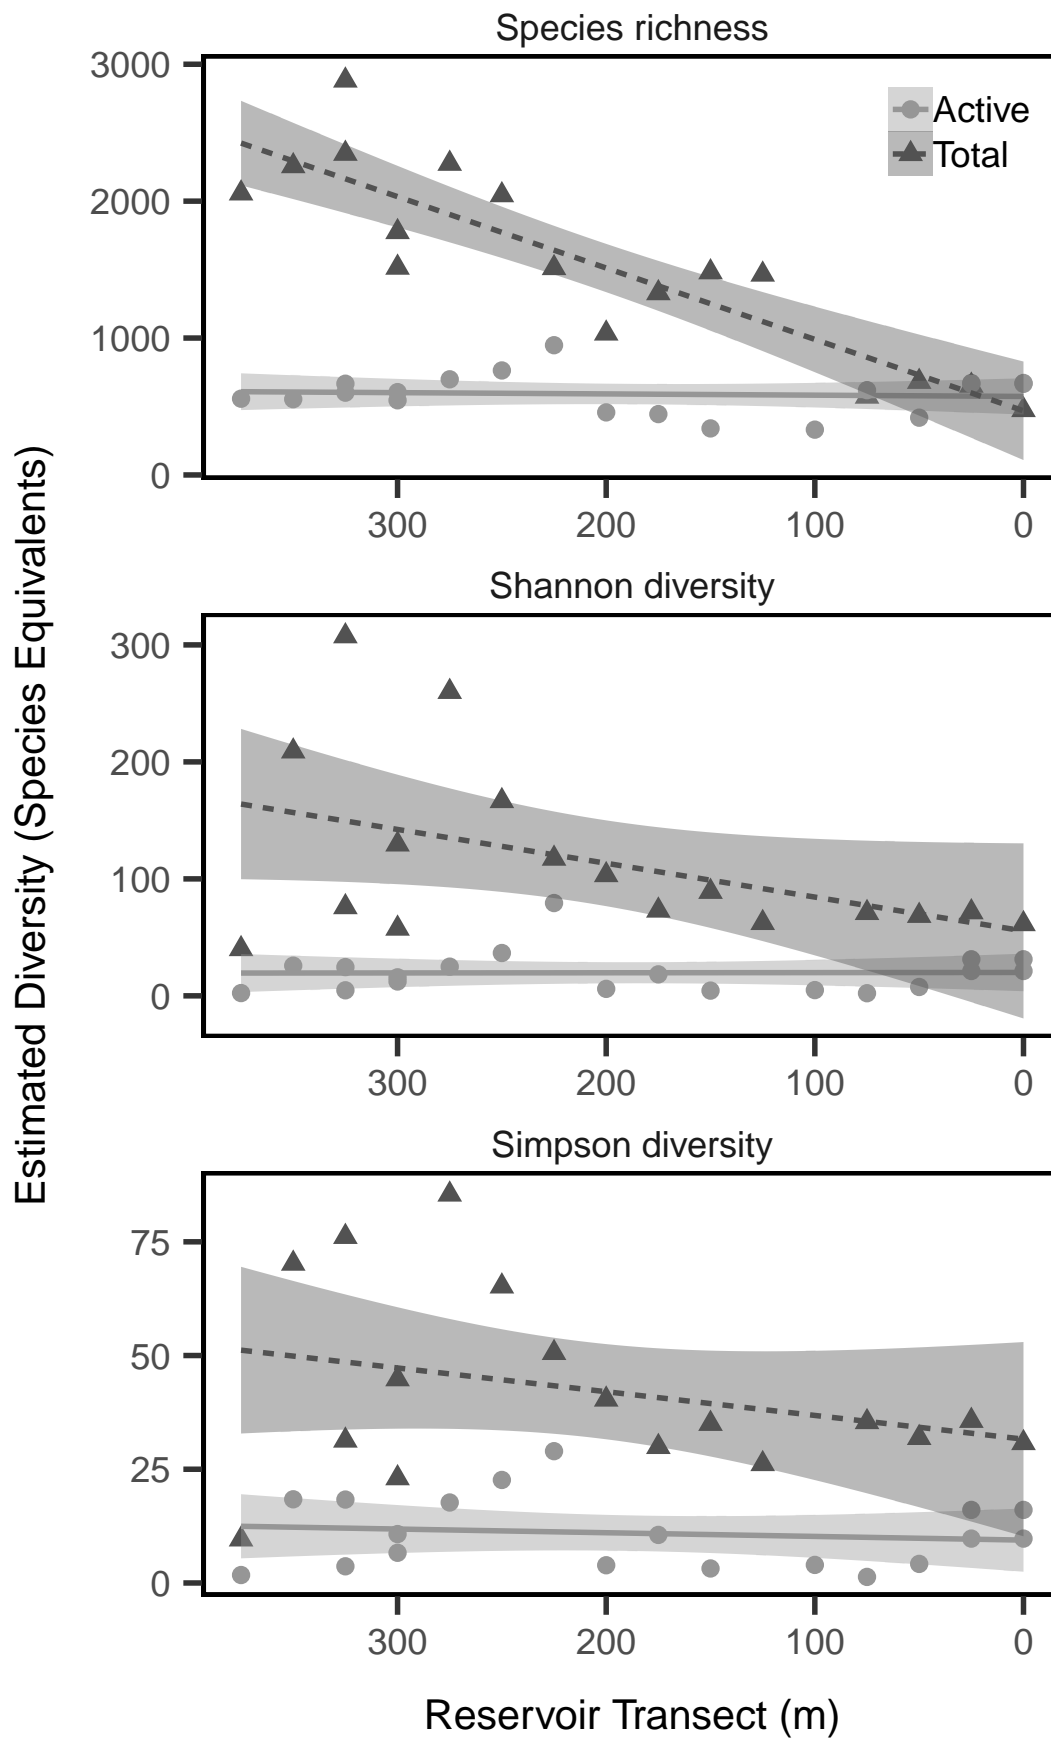 Species richness
3000
2000
1000
0
Active
Total
300 200 100 0
Estimated Diversity (Species Equivalents)
Shannon diversity
300
200
100
0
300 200 100 0
Simpson diversity
75
50
25
0
300 200 100 0
Reservoir Transect (m)